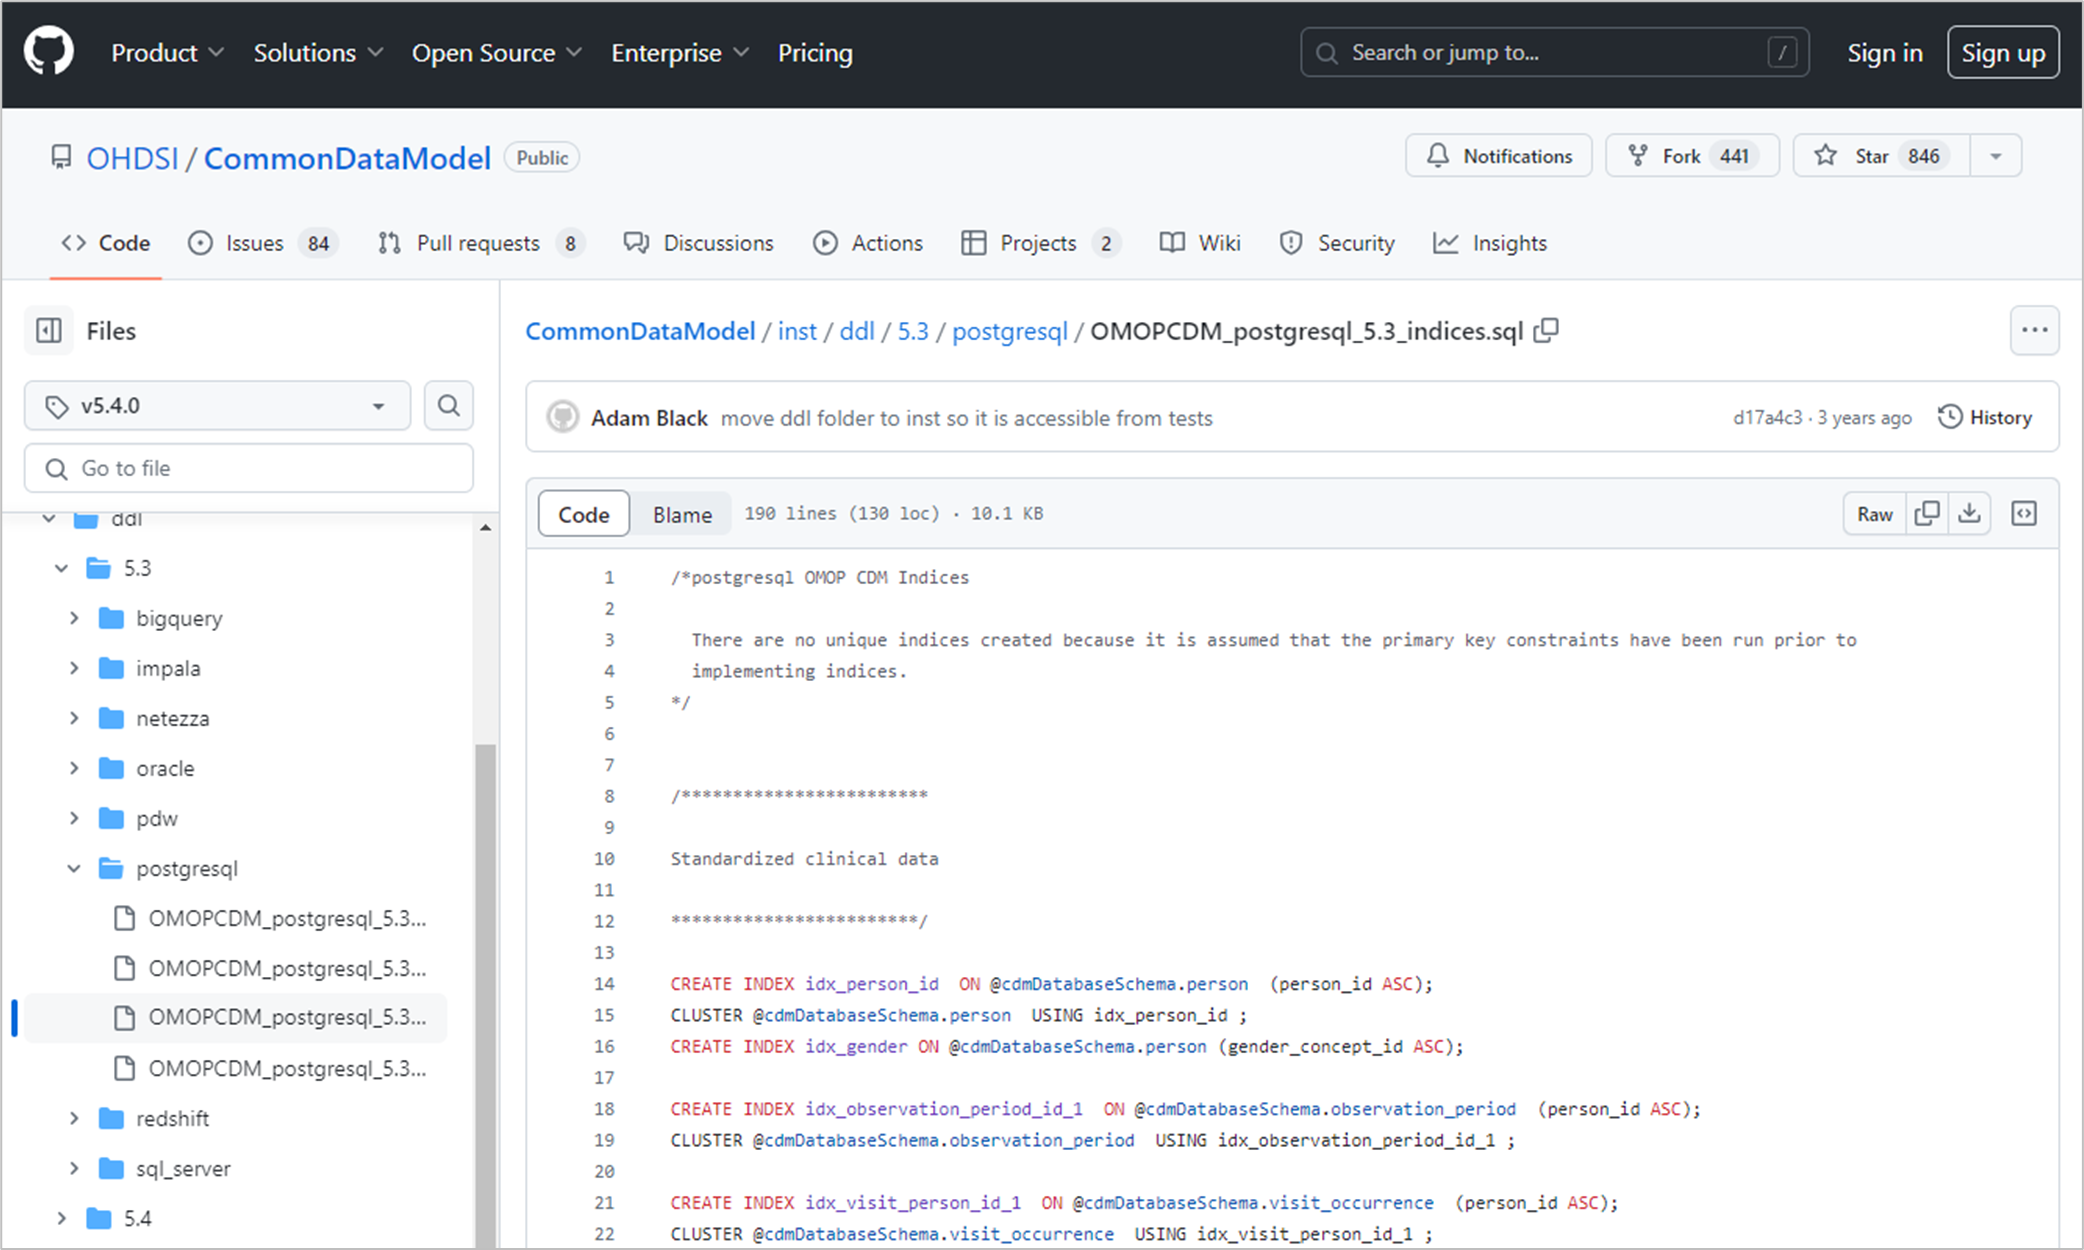 Product Solutions Open Source Enterprise Pricing Search or jump to... / Sign in Sign up
OHDSI / CommonDataModel Public Notifications Fork 441 Star 846
Code Issues 84 Pull requests 8 Discussions Actions Projects 2 Wiki Security Insights
Files
v5.4.0
Go to file
ddl
5.3
bigquery
impala
netezza
oracle
pdw
postgresql
OMOPCDM_postgresql_5.3...
OMOPCDM_postgresql_5.3...
OMOPCDM_postgresql_5.3...
OMOPCDM_postgresql_5.3...
redshift
sql_server
5.4
CommonDataModel / inst / ddl / 5.3 / postgresql / OMOPCDM_postgresql_5.3_indices.sql
Adam Black move ddl folder to inst so it is accessible from tests d17a4c3 · 3 years ago History
Code Blame 190 lines (130 loc) · 10.1 KB Raw
1 /*postgresql OMOP CDM Indices
2
3 There are no unique indices created because it is assumed that the primary key constraints have been run prior to
4 implementing indices.
5 */
6
7
8 /************************
9
10 Standardized clinical data
11
12 ************************/
13
14 CREATE INDEX idx_person_id ON @cdmDatabaseSchema.person (person_id ASC);
15 CLUSTER @cdmDatabaseSchema.person USING idx_person_id ;
16 CREATE INDEX idx_gender ON @cdmDatabaseSchema.person (gender_concept_id ASC);
17
18 CREATE INDEX idx_observation_period_id_1 ON @cdmDatabaseSchema.observation_period (person_id ASC);
19 CLUSTER @cdmDatabaseSchema.observation_period USING idx_observation_period_id_1 ;
20
21 CREATE INDEX idx_visit_person_id_1 ON @cdmDatabaseSchema.visit_occurrence (person_id ASC);
22 CLUSTER @cdmDatabaseSchema.visit_occurrence USING idx_visit_person_id_1 ;